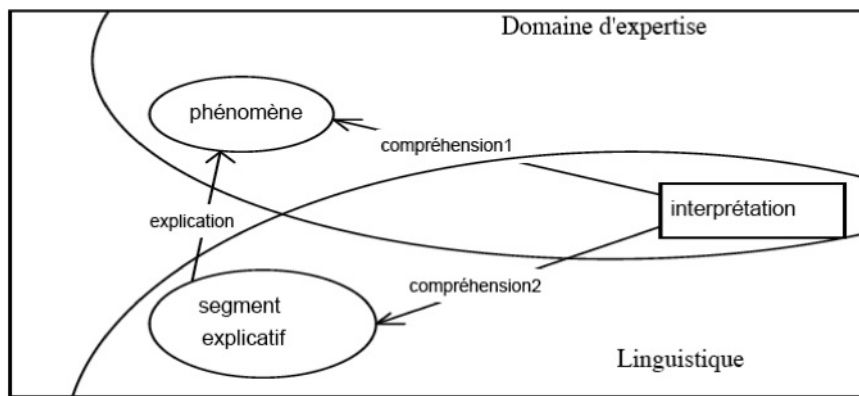 Domaine d'expertise
phénomène
compréhension1
interprétation
explication
compréhension2
segment
explicatif
Linguistique